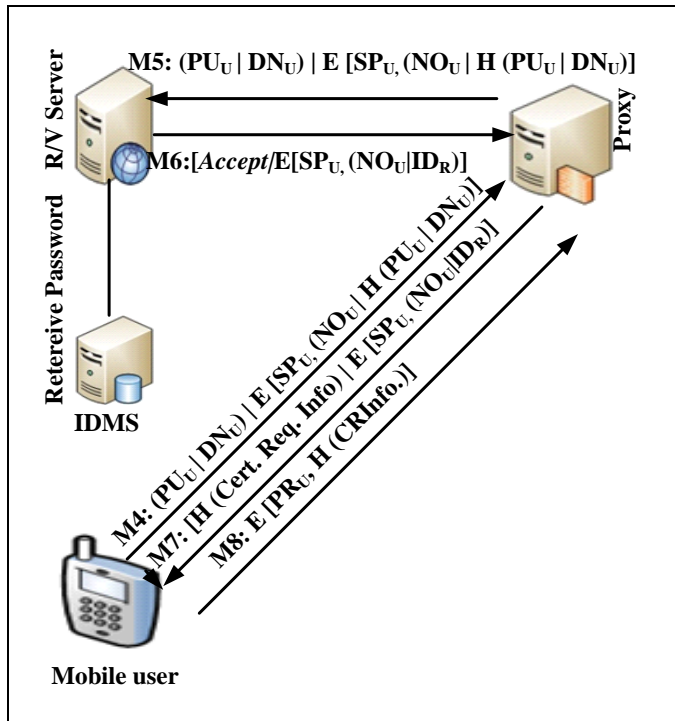 M5: (PUU | DNU) | E [SPU, (NOU | H (PUU | DNU)]
R/V Server
Proxy
M6:[Accept/E[SPU, (NOU|IDR)]
Retereive Password
IDMS
M4: (PUU | DNU) | E [SPU, (NOU | H (PUU | DNU)]
M7: [H (Cert. Req. Info) | E [SPU, (NOU|IDR)]
M8: E [PRU, H (CRInfo.)]
Mobile user